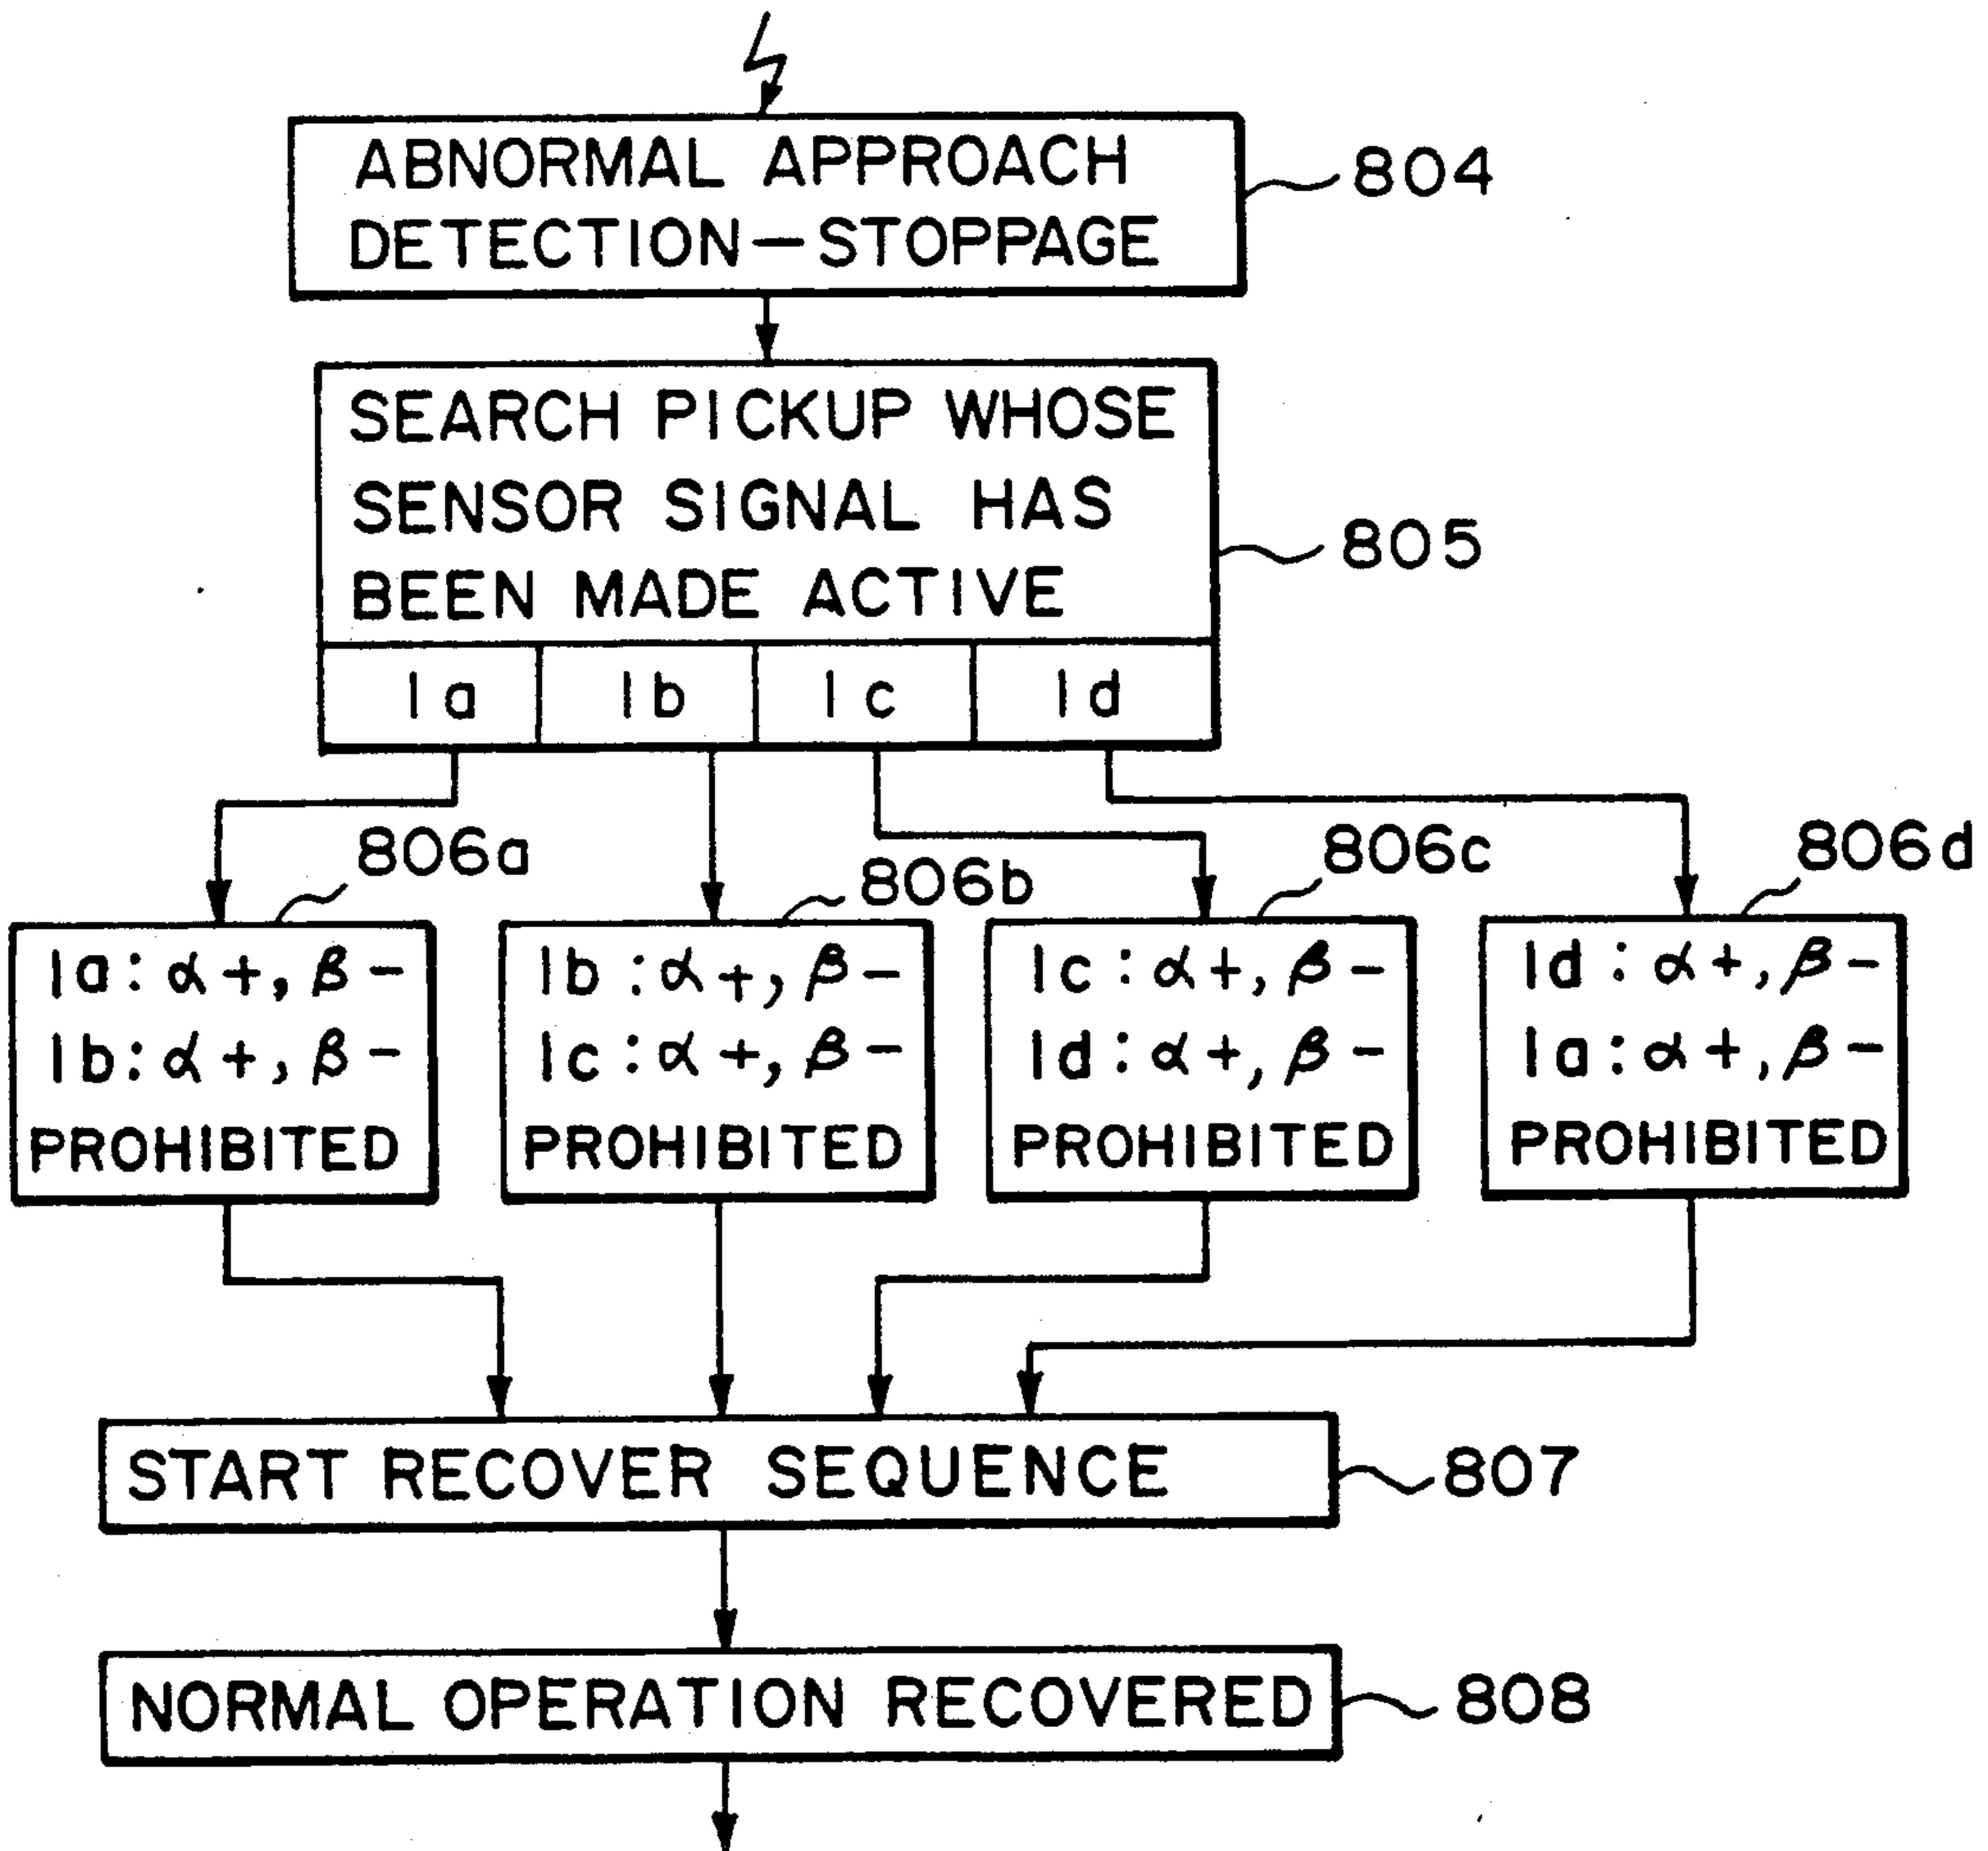 ABNORMAL APPROACH
DETECTION—STOPPAGE
804
SEARCH PICKUP WHOSE
SENSOR SIGNAL HAS
BEEN MADE ACTIVE
805
1a 1b 1c 1d
806a
806b
806c
806d
1a: α+, β-
1b: α+, β-
PROHIBITED
1b: α+, β-
1c: α+, β-
PROHIBITED
1c: α+, β-
1d: α+, β-
PROHIBITED
1d: α+, β-
1a: α+, β-
PROHIBITED
START RECOVER SEQUENCE
807
NORMAL OPERATION RECOVERED
808